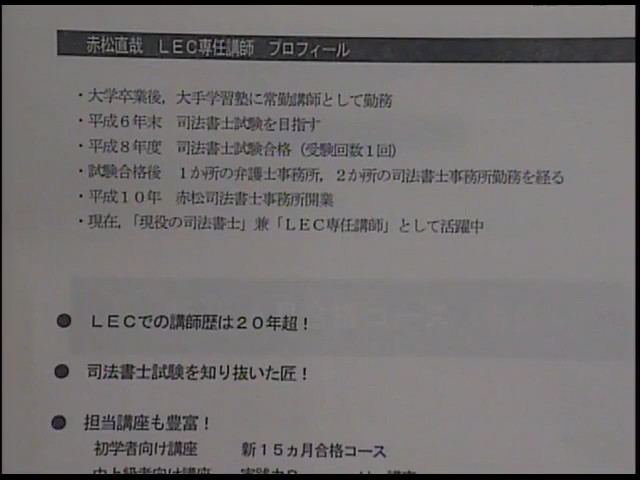 赤松直哉　ＬＥＣ専任講師　プロフィール
・大学卒業後，大手学習塾に常勤講師として勤務
・平成６年末　司法書士試験を目指す
・平成８年度　司法書士試験合格（受験回数１回）
・試験合格後　１か所の弁護士事務所，２か所の司法書士事務所勤務を経る
・平成１０年　赤松司法書士事務所開業
・現在，「現役の司法書士」兼「ＬＥＣ専任講師」として活躍中
● ＬＥＣでの講師歴は２０年超！
● 司法書士試験を知り抜いた匠！
● 担当講座も豊富！
初学者向け講座　新１５ヵ月合格コース
中上級者向け講座